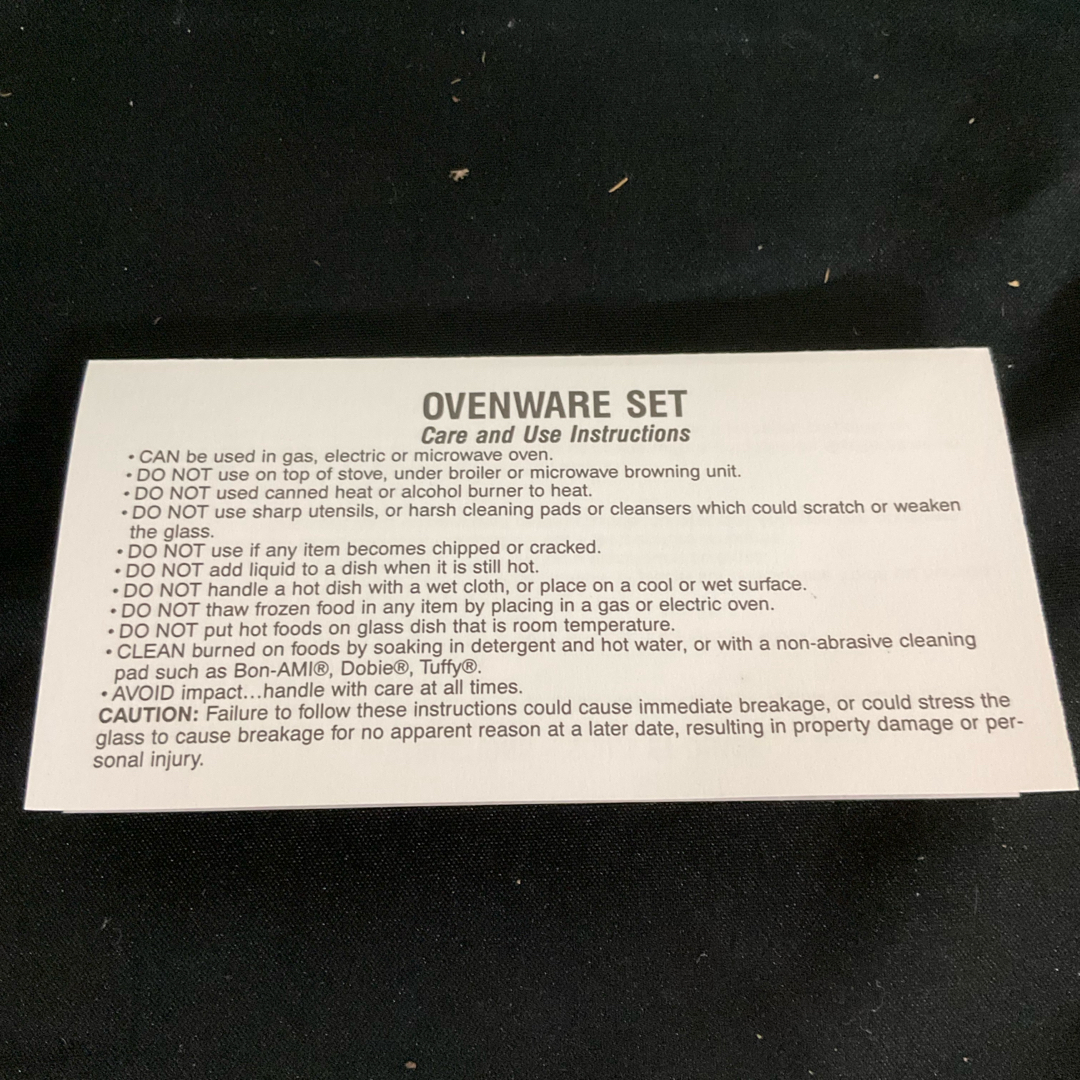 OVENWARE SET
Care and Use Instructions
• CAN be used in gas, electric or microwave oven.
• DO NOT use on top of stove, under broiler or microwave browning unit.
• DO NOT used canned heat or alcohol burner to heat.
• DO NOT use sharp utensils, or harsh cleaning pads or cleansers which could scratch or weaken
the glass.
• DO NOT use if any item becomes chipped or cracked.
• DO NOT add liquid to a dish when it is still hot.
• DO NOT handle a hot dish with a wet cloth, or place on a cool or wet surface.
• DO NOT thaw frozen food in any item by placing in a gas or electric oven.
• DO NOT put hot foods on glass dish that is room temperature.
• CLEAN burned on foods by soaking in detergent and hot water, or with a non-abrasive cleaning
pad such as Bon-AMI®, Dobie®, Tuffy®.
• AVOID impact...handle with care at all times.
CAUTION: Failure to follow these instructions could cause immediate breakage, or could stress the
glass to cause breakage for no apparent reason at a later date, resulting in property damage or per-
sonal injury.